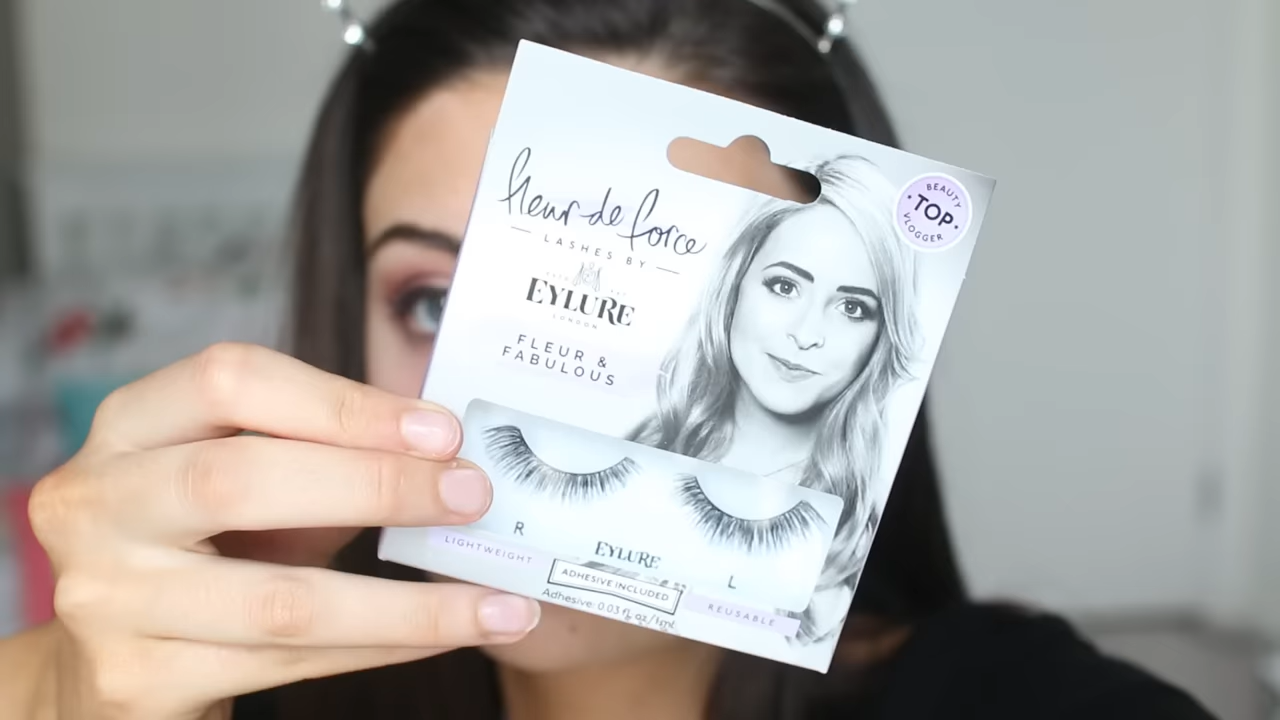 fleur de force
LASHES BY
EYLURE
LONDON
FLEUR &
FABULOUS
BEAUTY
TOP
VLOGGER
R
L
EYLURE
LIGHTWEIGHT
ADHESIVE INCLUDED
Adhesive: 0.03 fl. oz/1ml
REUSABLE